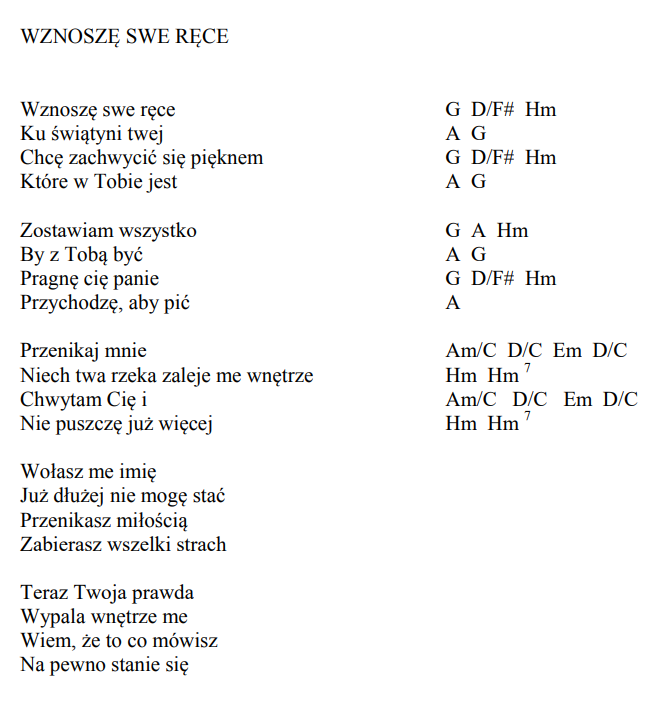 WZNOSZĘ SWE RĘCE
Wznoszę swe ręce G D/F# Hm
Ku świątyni twej A G
Chcę zachwycić się pięknem G D/F# Hm
Które w Tobie jest A G
Zostawiam wszystko G A Hm
By z Tobą być A G
Pragnę cię panie G D/F# Hm
Przychodzę, aby pić A
Przenikaj mnie Am/C D/C Em D/C
Niech twa rzeka zaleje me wnętrze Hm Hm 7
Chwytam Cię i Am/C D/C Em D/C
Nie puszczę już więcej Hm Hm 7
Wołasz me imię
Już dłużej nie mogę stać
Przenikasz miłością
Zabierasz wszelki strach
Teraz Twoja prawda
Wypala wnętrze me
Wiem, że to co mówisz
Na pewno stanie się